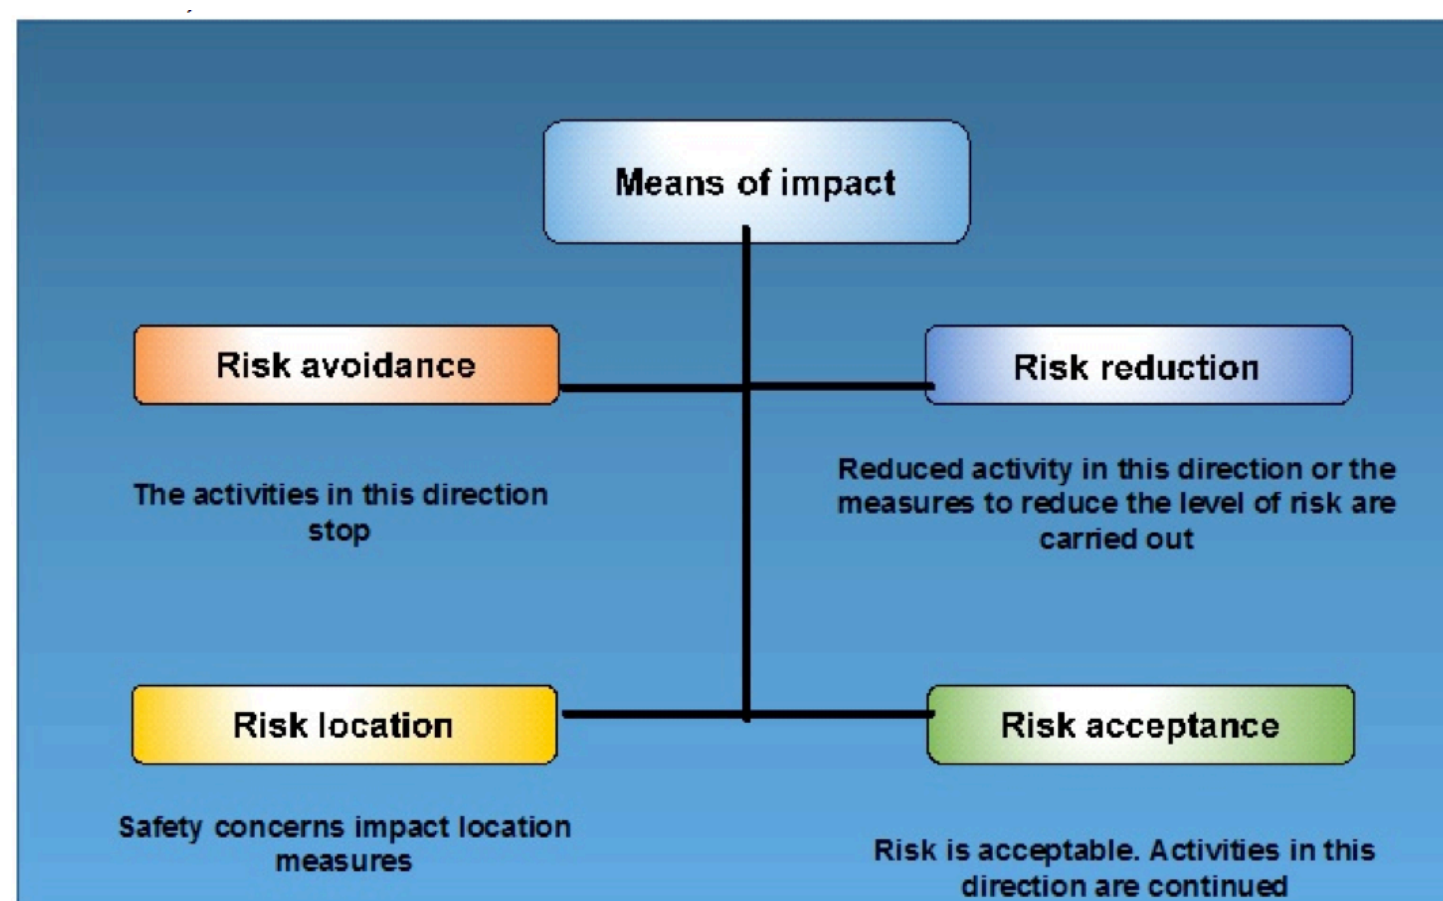 Means of impact
Risk avoidance
The activities in this direction
stop
Risk reduction
Reduced activity in this direction or the
measures to reduce the level of risk are
carried out
Risk location
Safety concerns impact location
measures
Risk acceptance
Risk is acceptable. Activities in this
direction are continued